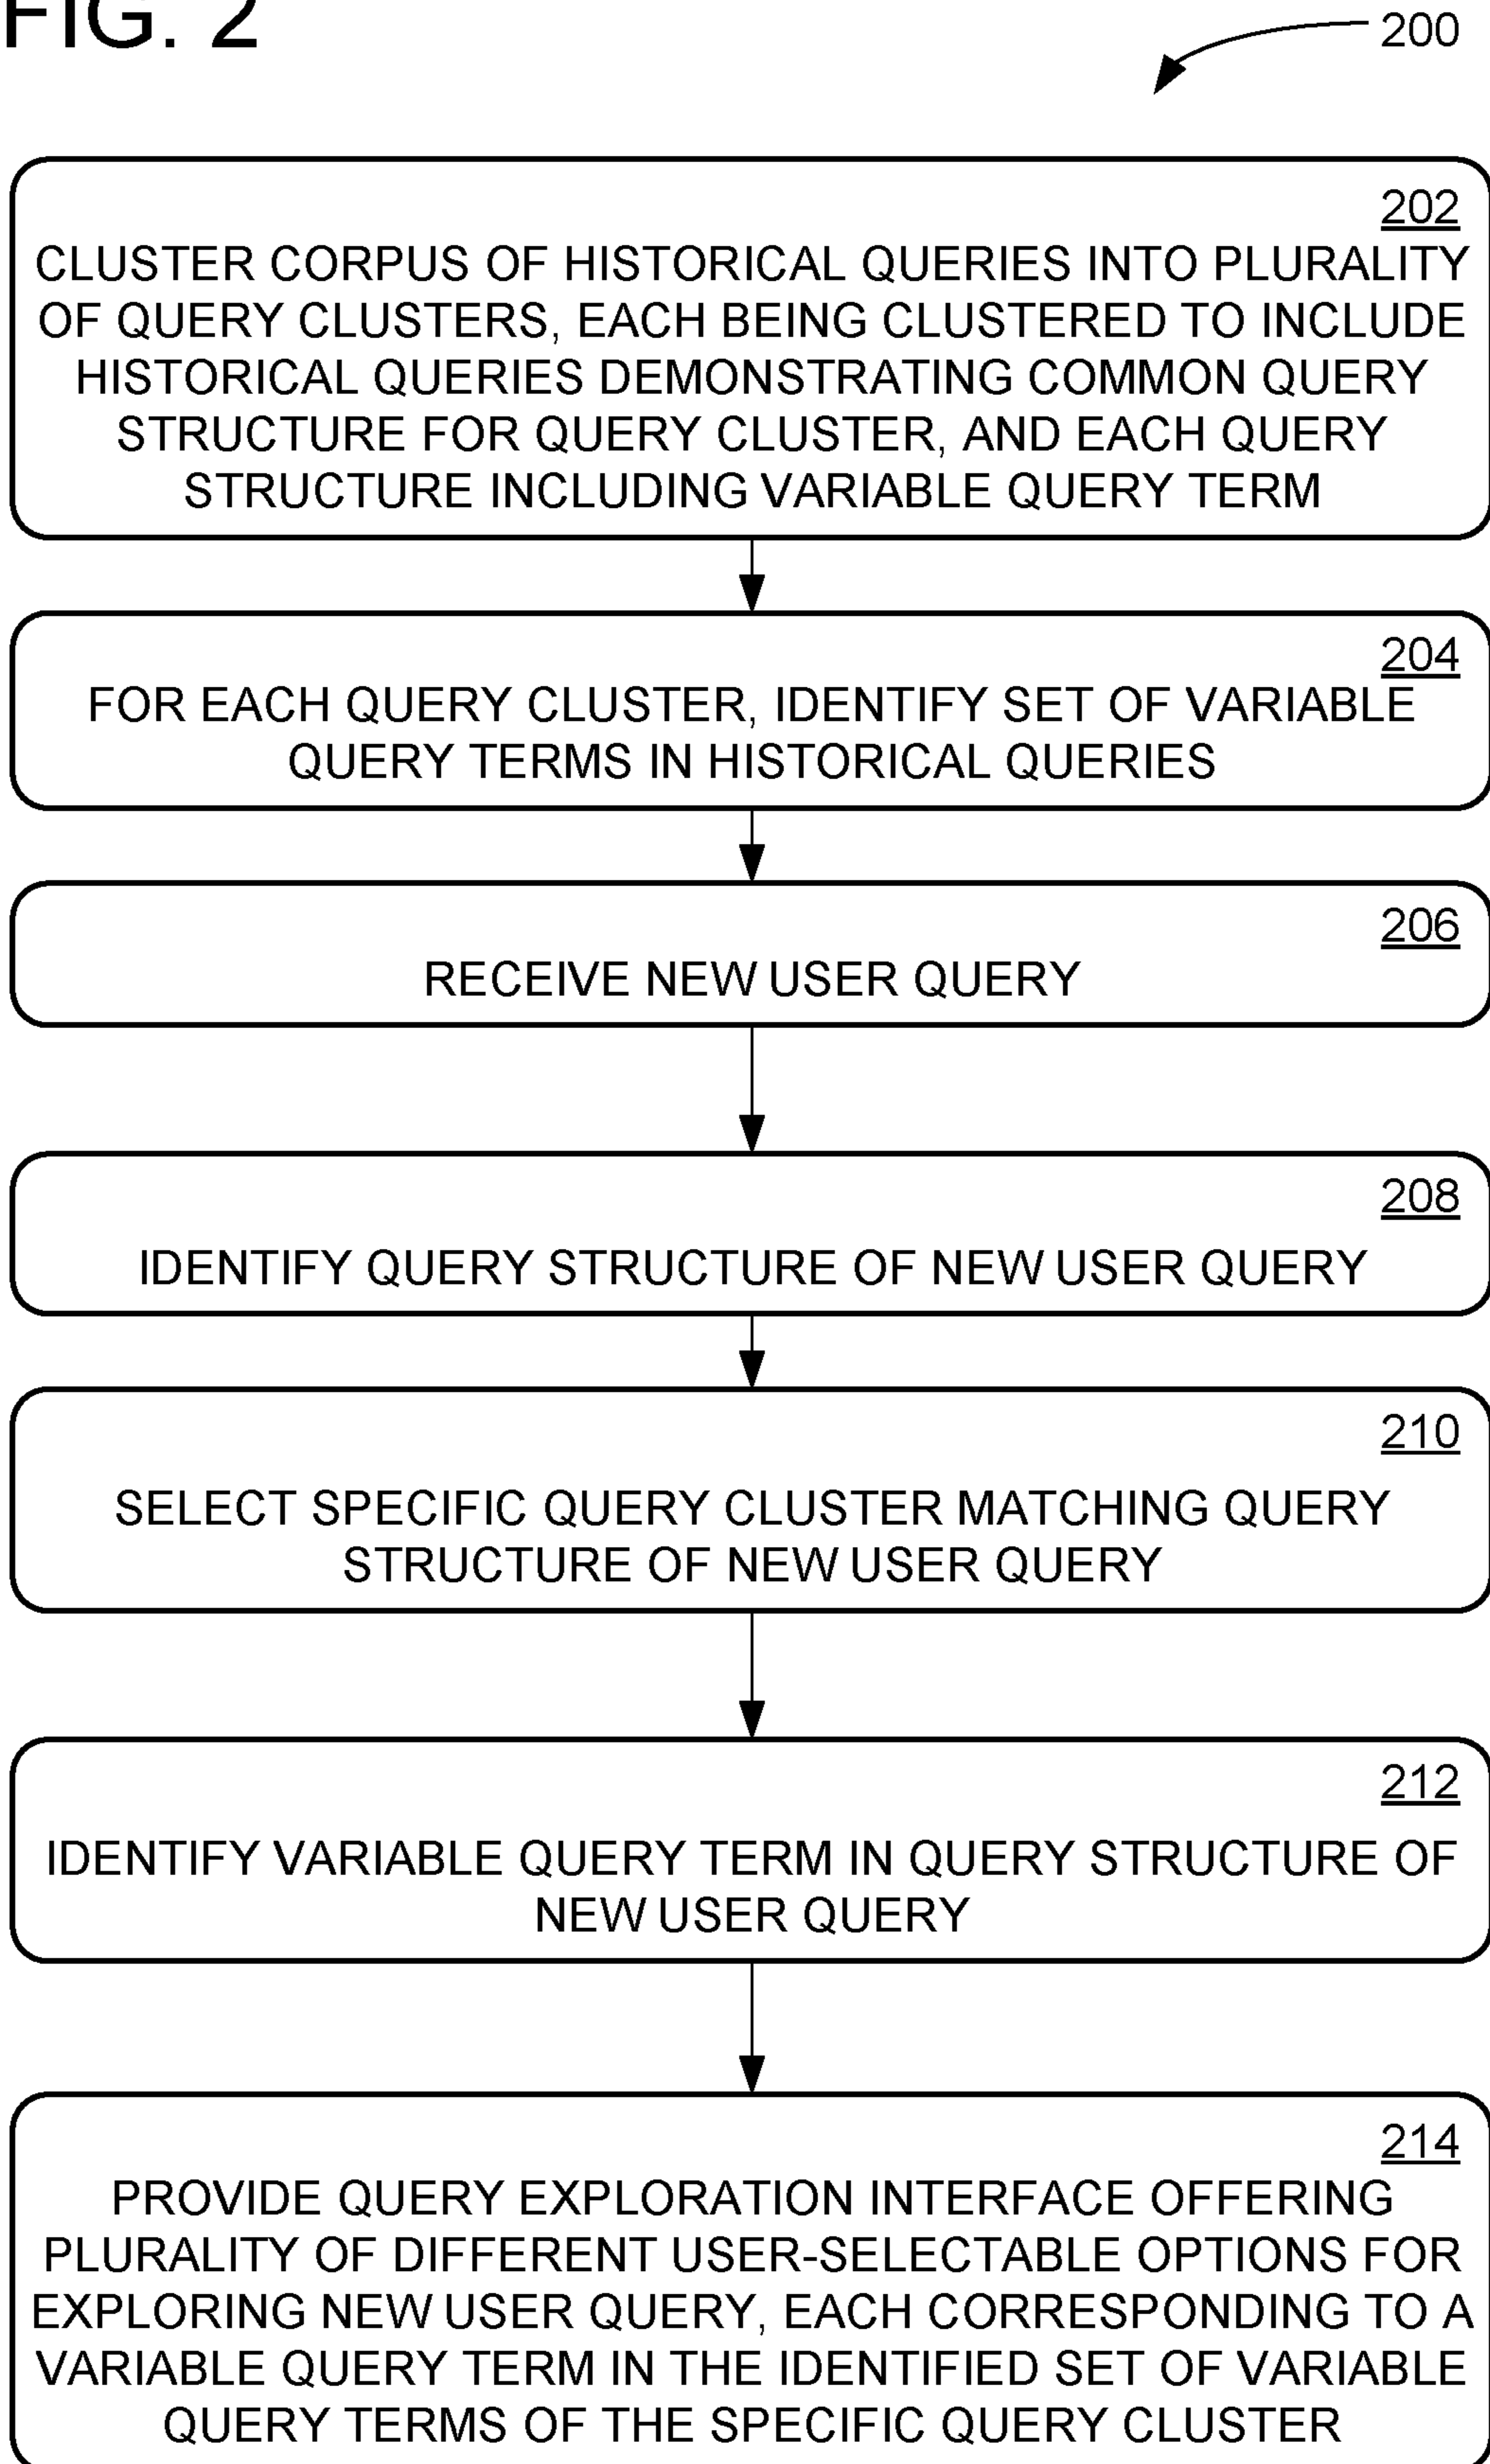 FIG. 2
200
202
CLUSTER CORPUS OF HISTORICAL QUERIES INTO PLURALITY
OF QUERY CLUSTERS, EACH BEING CLUSTERED TO INCLUDE
HISTORICAL QUERIES DEMONSTRATING COMMON QUERY
STRUCTURE FOR QUERY CLUSTER, AND EACH QUERY
STRUCTURE INCLUDING VARIABLE QUERY TERM
204
FOR EACH QUERY CLUSTER, IDENTIFY SET OF VARIABLE
QUERY TERMS IN HISTORICAL QUERIES
206
RECEIVE NEW USER QUERY
208
IDENTIFY QUERY STRUCTURE OF NEW USER QUERY
210
SELECT SPECIFIC QUERY CLUSTER MATCHING QUERY
STRUCTURE OF NEW USER QUERY
212
IDENTIFY VARIABLE QUERY TERM IN QUERY STRUCTURE OF
NEW USER QUERY
214
PROVIDE QUERY EXPLORATION INTERFACE OFFERING
PLURALITY OF DIFFERENT USER-SELECTABLE OPTIONS FOR
EXPLORING NEW USER QUERY, EACH CORRESPONDING TO A
VARIABLE QUERY TERM IN THE IDENTIFIED SET OF VARIABLE
QUERY TERMS OF THE SPECIFIC QUERY CLUSTER